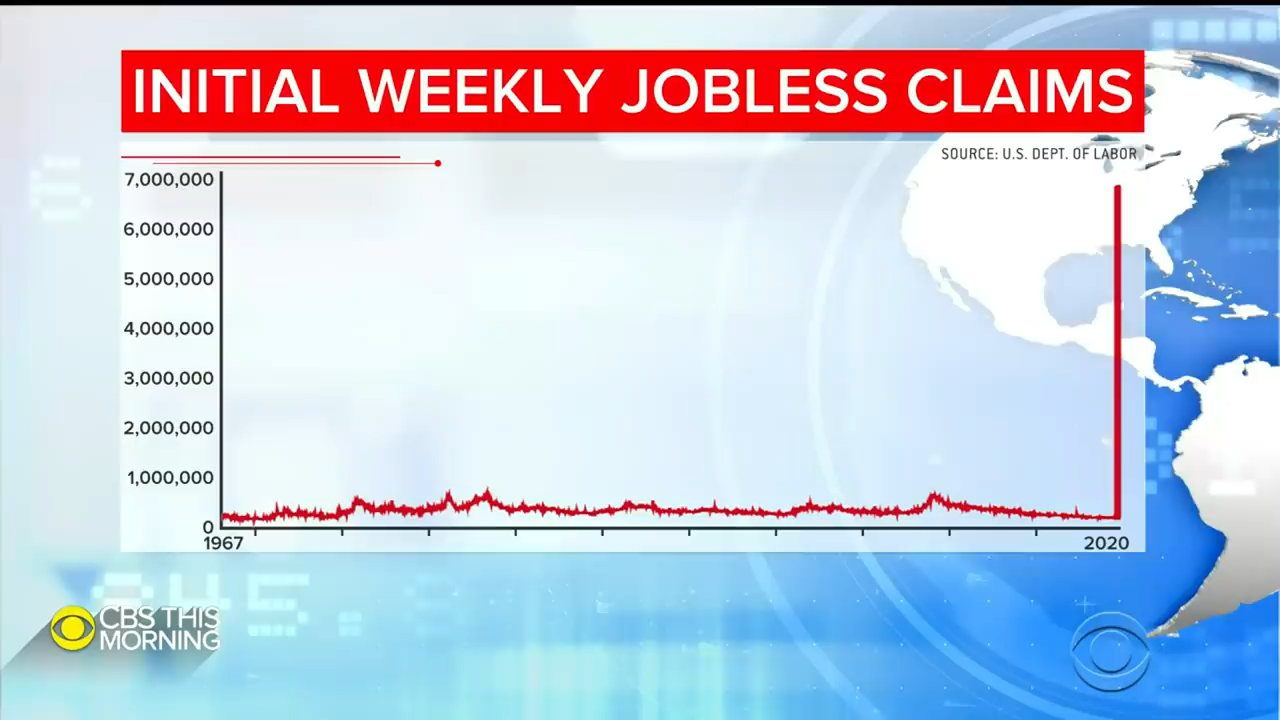 INITIAL WEEKLY JOBLESS CLAIMS
SOURCE: U.S. DEPT. OF LABOR
7,000,000
6,000,000
5,000,000
4,000,000
3,000,000
2,000,000
1,000,000
0
1967 2020
CBS THIS
MORNING